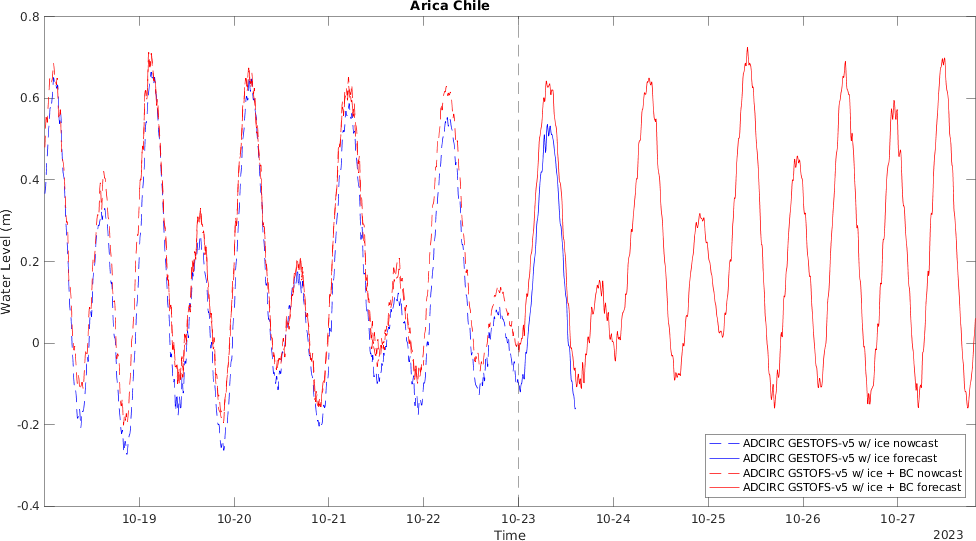 Arica Chile
0.8
0.6
0.4
0.2
0
-0.2
-0.4
Water Level (m)
ADCIRC GESTOFS-v5 w/ ice nowcast
ADCIRC GESTOFS-v5 w/ ice forecast
ADCIRC GSTOFS-v5 w/ ice + BC nowcast
ADCIRC GSTOFS-v5 w/ ice + BC forecast
10-19 10-20 10-21 10-22 10-23 10-24 10-25 10-26 10-27
Time
2023